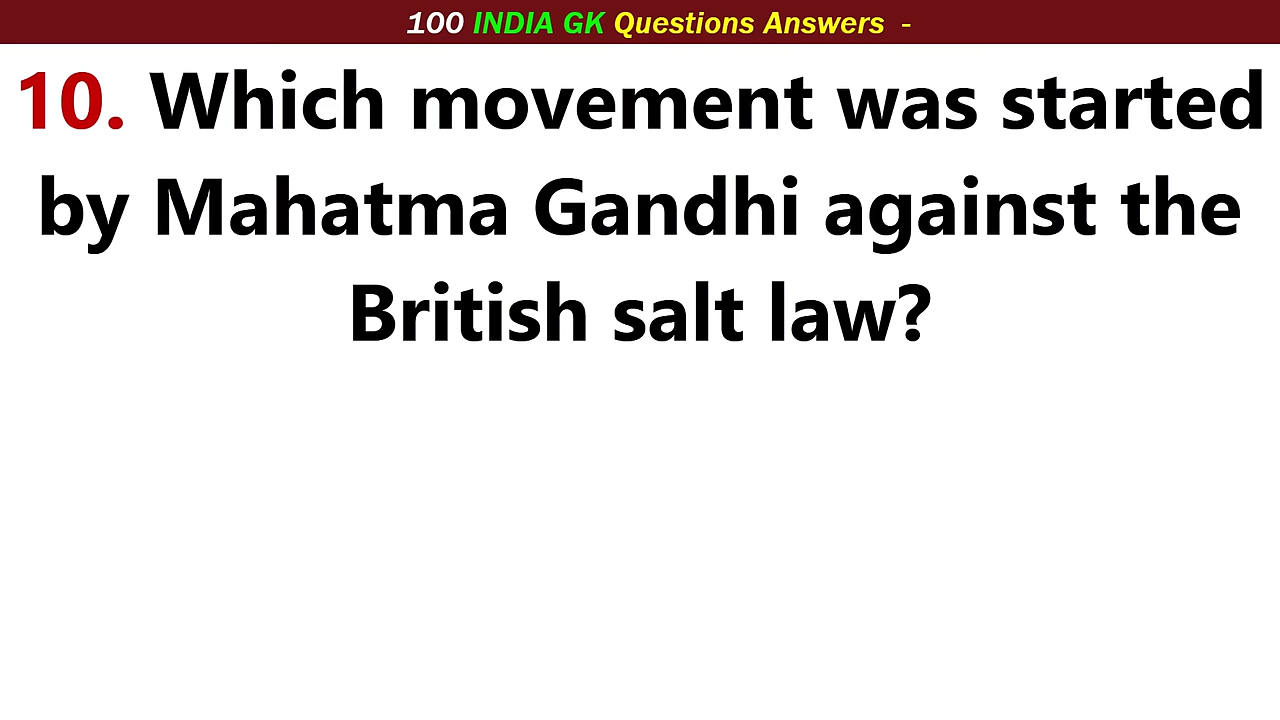 100 INDIA GK Questions Answers -
10. Which movement was started
by Mahatma Gandhi against the
British salt law?